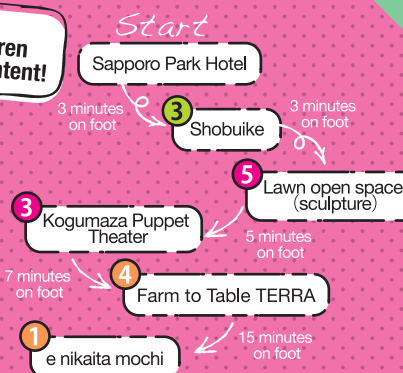 ren
tent!
Start
Sapporo Park Hotel
3 minutes
on foot
3
Shobuike
3 minutes
on foot
5
Lawn open space
(sculpture)
5 minutes
on foot
3
Kogumaza Puppet
Theater
7 minutes
on foot
4
Farm to Table TERRA
15 minutes
on foot
1
e nikaita mochi